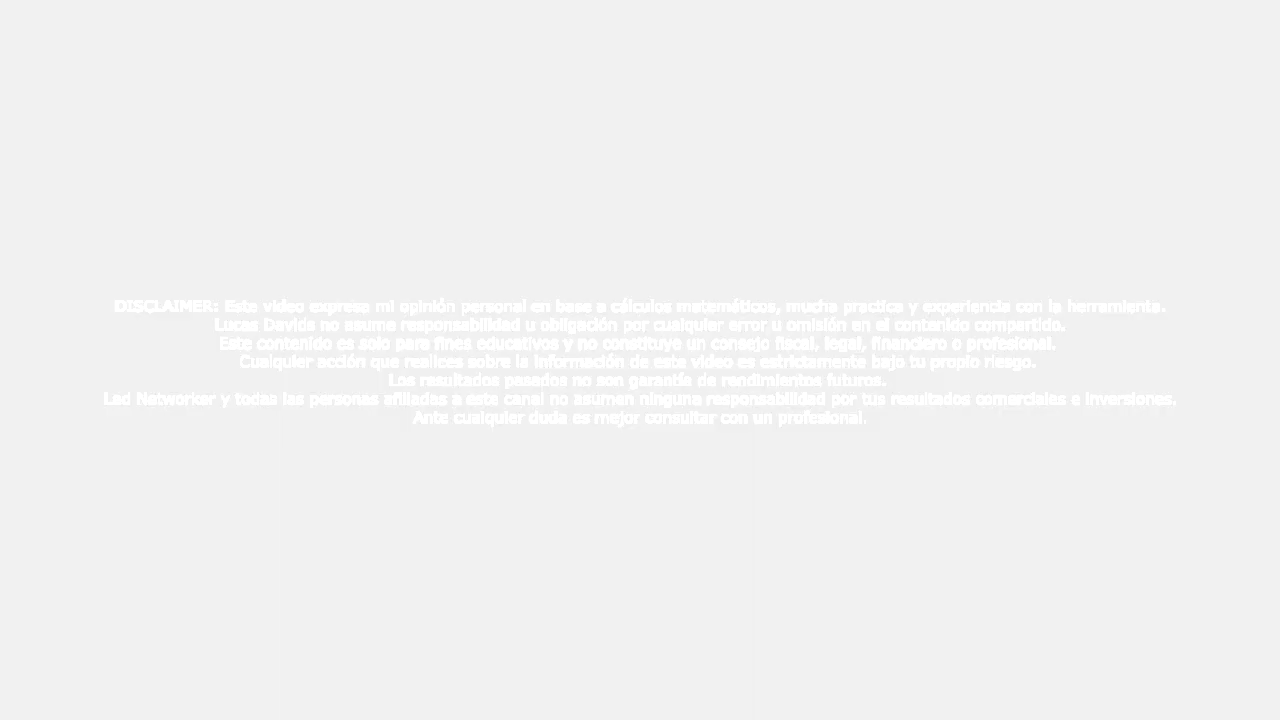 DISCLAIMER: Este video expresa mi opinión personal en base a cálculos matemáticos, mucha practica y experiencia con la herramienta.
Lucas Davids no asume responsabilidad u obligación por cualquier error u omisión en el contenido compartido.
Este contenido es solo para fines educativos y no constituye un consejo fiscal, legal, financiero o profesional.
Cualquier acción que realices sobre la información de este video es estrictamente bajo tu propio riesgo.
Los resultados pasados no son garantía de rendimientos futuros.
Lad Networker y todas las personas afiliadas a este canal no asumen ninguna responsabilidad por tus resultados comerciales e inversiones,
Ante cualquier duda es mejor consultar con un profesional.